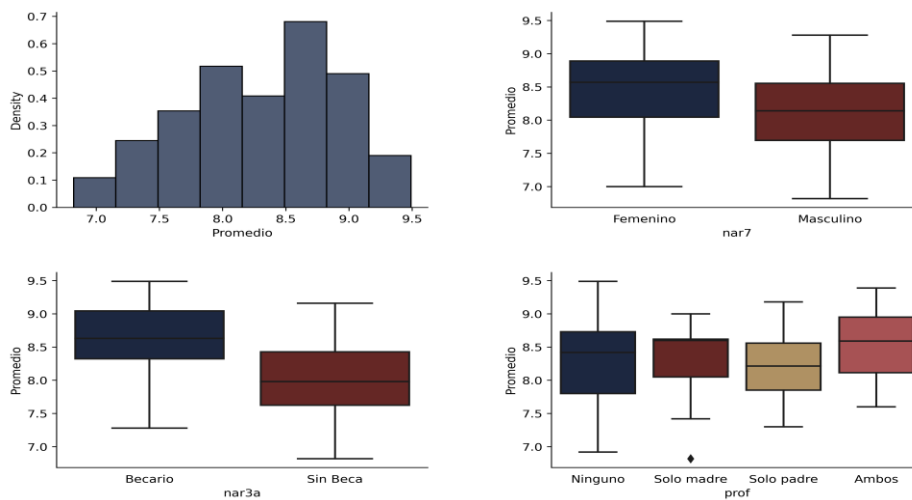 0.7
0.6
0.5
0.4
0.3
0.2
0.1
0.0
Density
7.0 7.5 8.0 8.5 9.0 9.5
Promedio
9.5
9.0
8.5
8.0
7.5
7.0
Promedio
Femenino Masculino
nar7
9.5
9.0
8.5
8.0
7.5
7.0
Promedio
Becario Sin Beca
nar3a
9.5
9.0
8.5
8.0
7.5
7.0
Promedio
Ninguno Solo madre Solo padre Ambos
prof